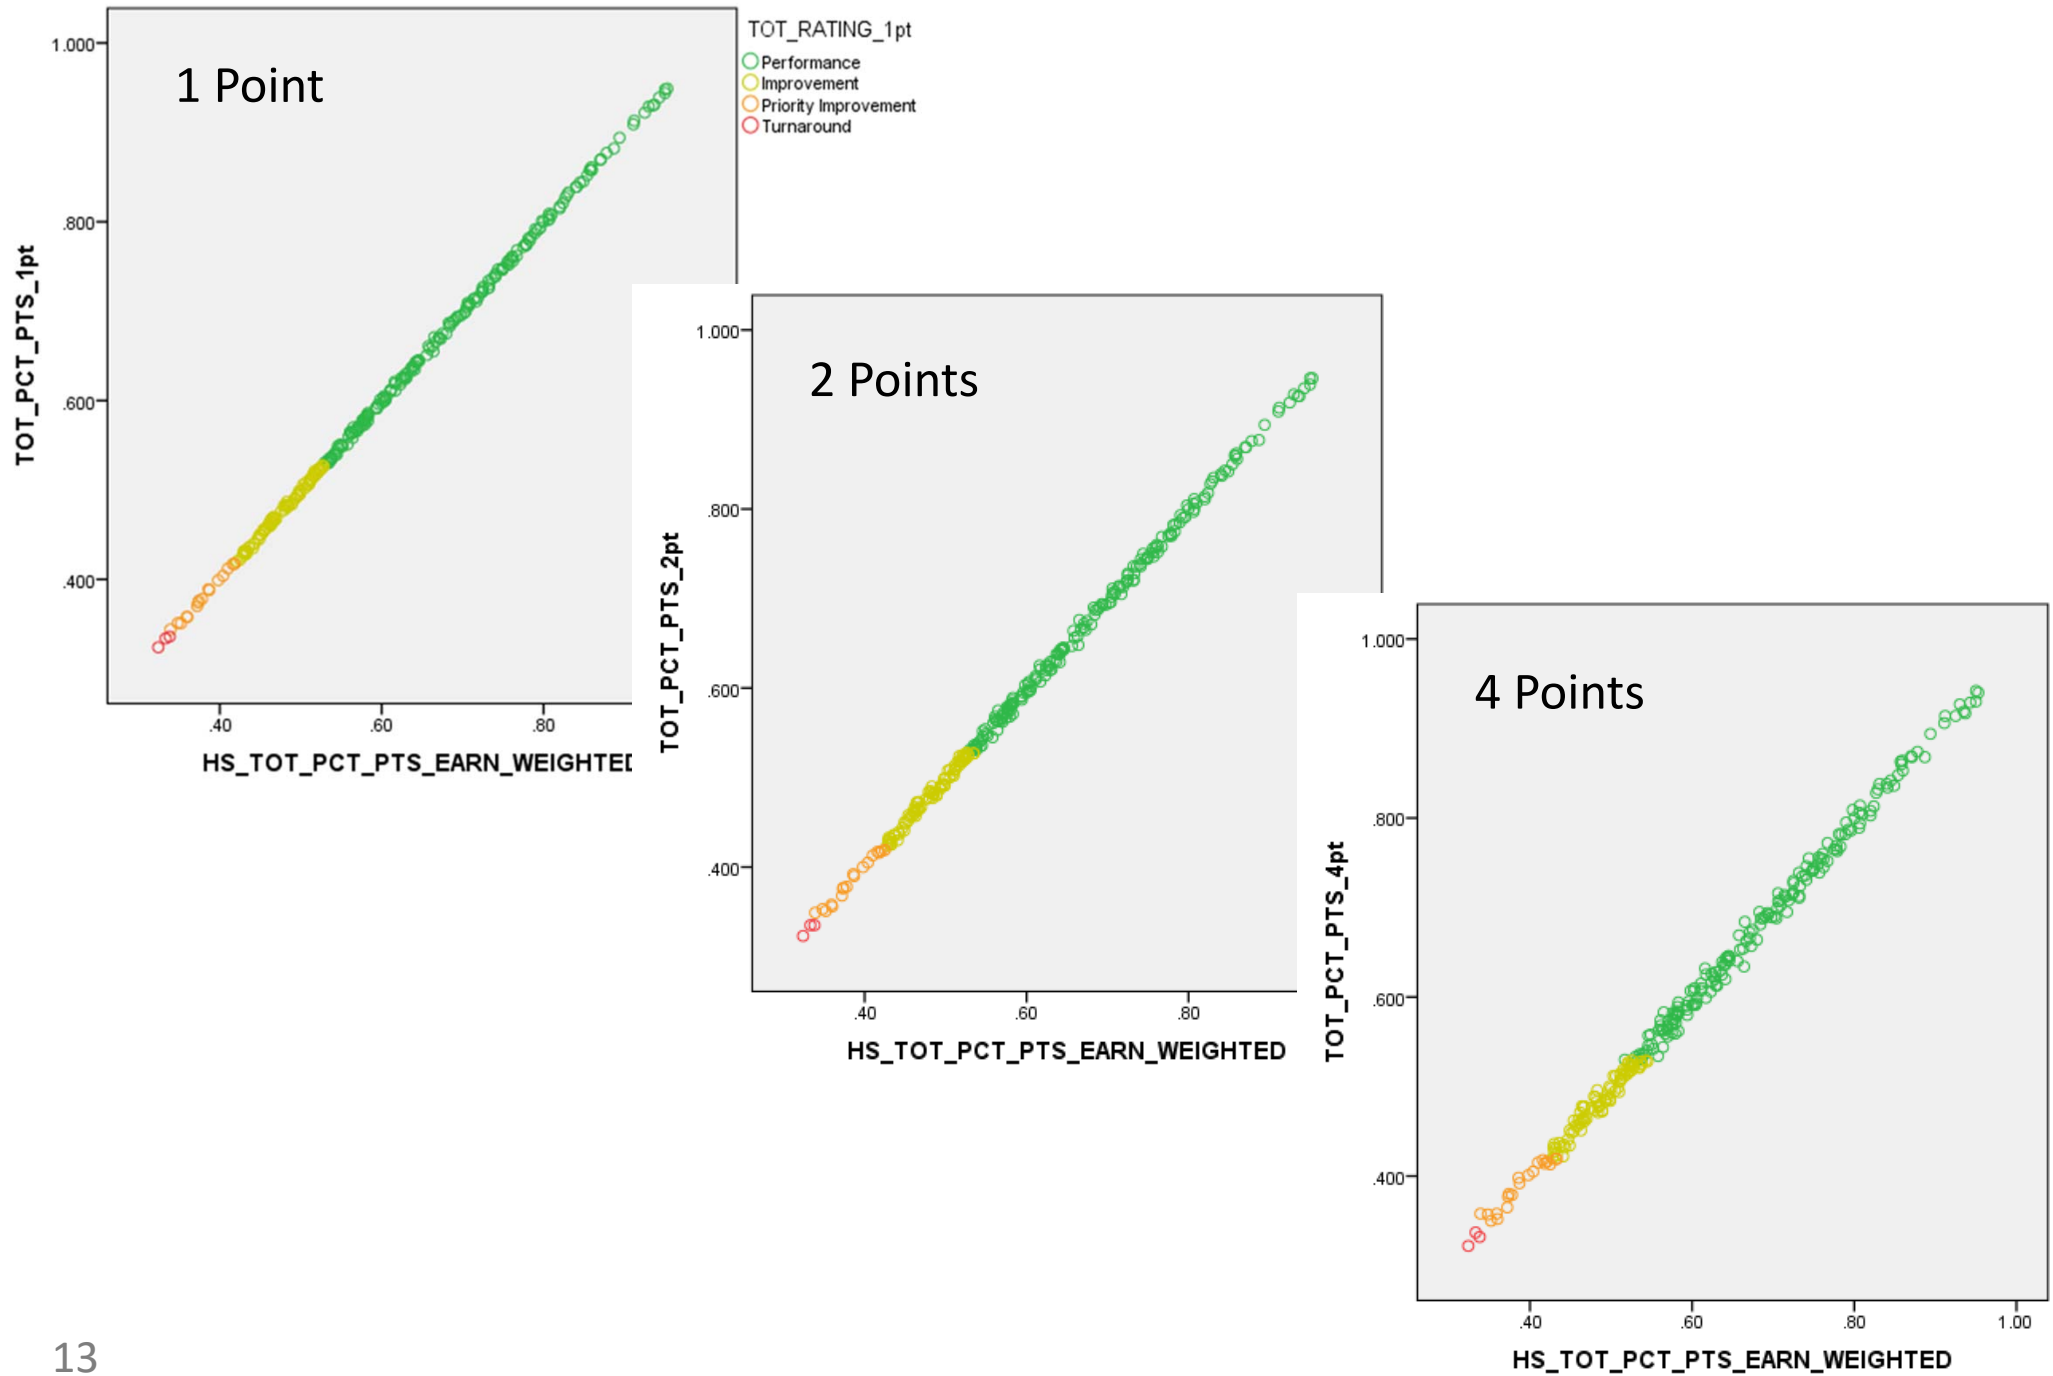 1 Point
TOT_RATING_1pt
Performance
Improvement
Priority Improvement
Turnaround
1.000
.800
.600
.400
TOT_PCT_PTS_1pt
.40 .60 .80
HS_TOT_PCT_PTS_EARN_WEIGHTED
2 Points
1.000
.800
.600
.400
TOT_PCT_PTS_2pt
.40 .60 .80
HS_TOT_PCT_PTS_EARN_WEIGHTED
4 Points
1.000
.800
.600
.400
TOT_PCT_PTS_4pt
.40 .60 .80 1.00
HS_TOT_PCT_PTS_EARN_WEIGHTED
13